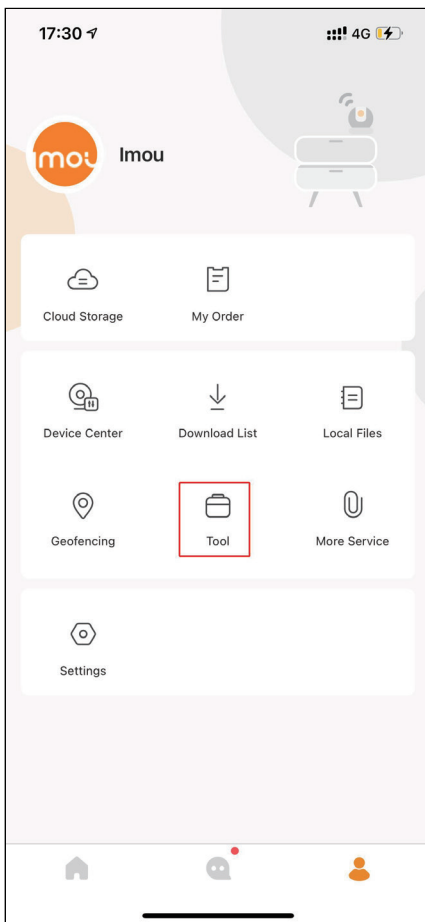 17:30 4G
imou Imou
Cloud Storage My Order
Device Center Download List Local Files
Geofencing Tool More Service
Settings